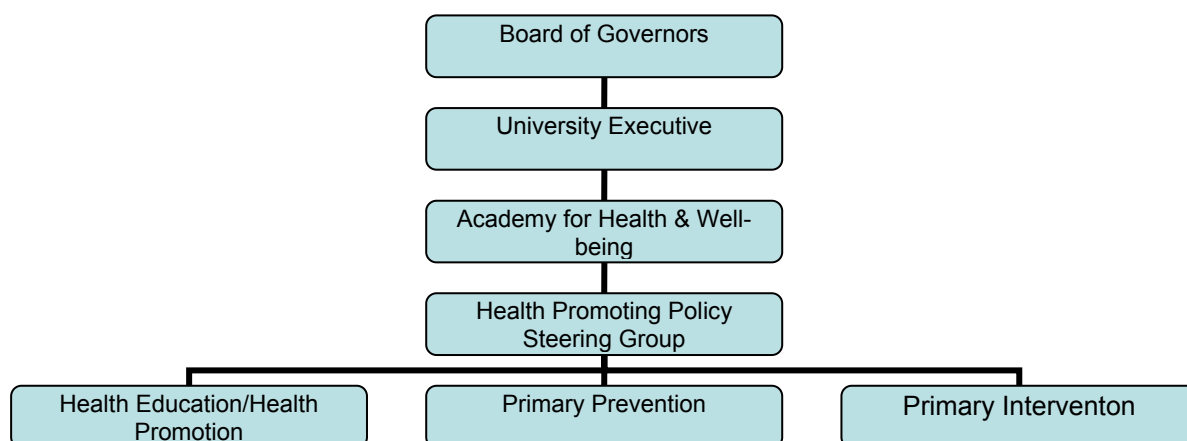 Board of Governors
University Executive
Academy for Health & Well-
being
Health Promoting Policy
Steering Group
Health Education/Health
Promotion
Primary Prevention
Primary Interventon